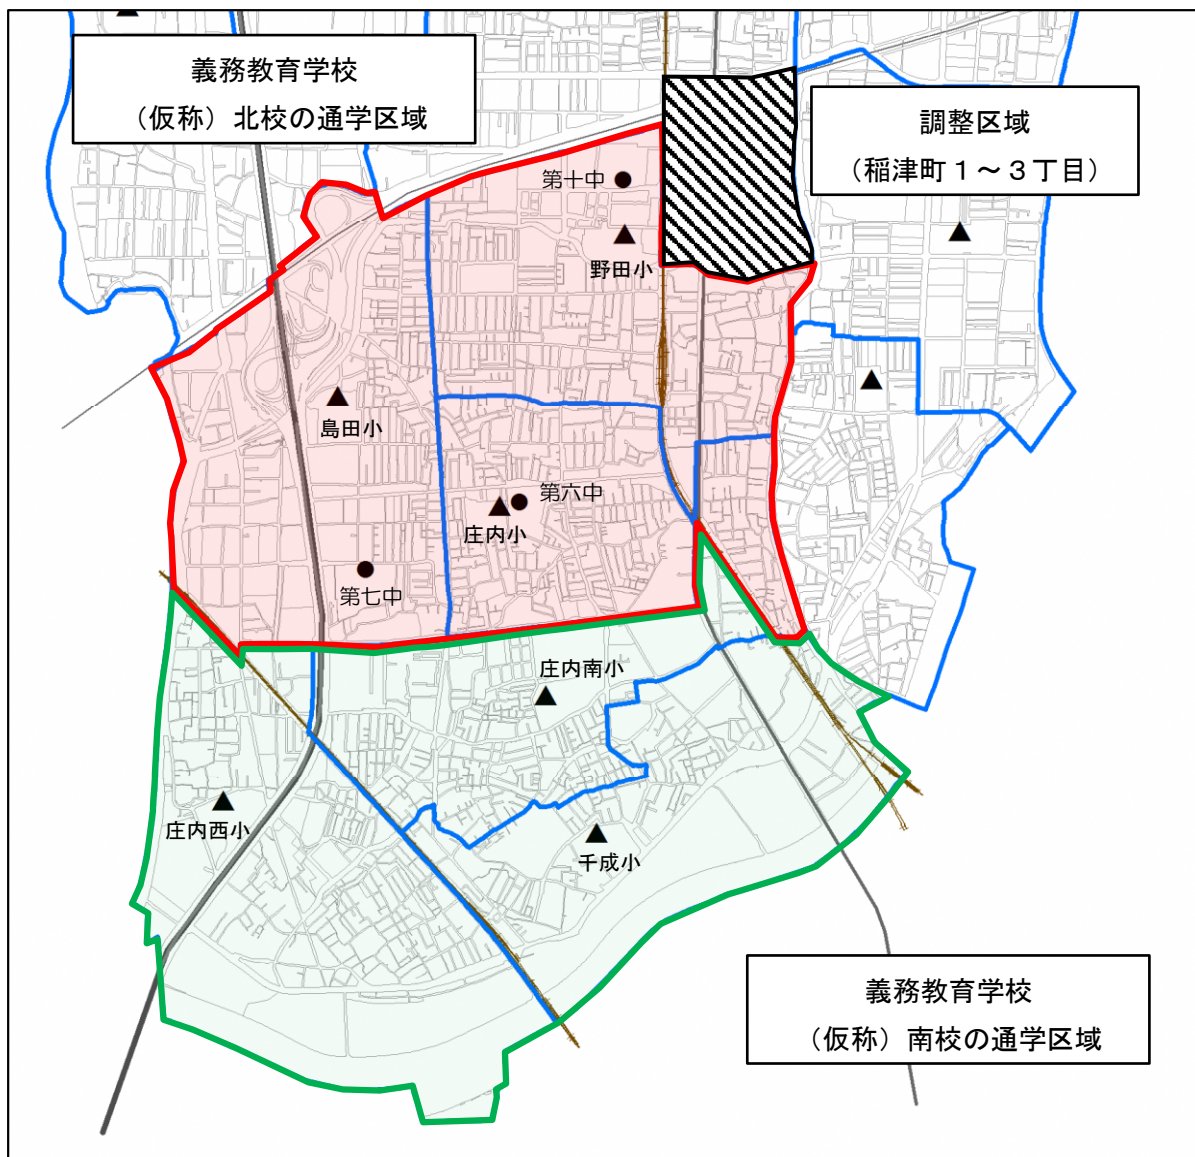 義務教育学校
（仮称）北校の通学区域
調整区域
（稲津町１～３丁目）
第十中
野田小
島田小
第六中
庄内小
第七中
庄内南小
庄内西小
千成小
義務教育学校
（仮称）南校の通学区域